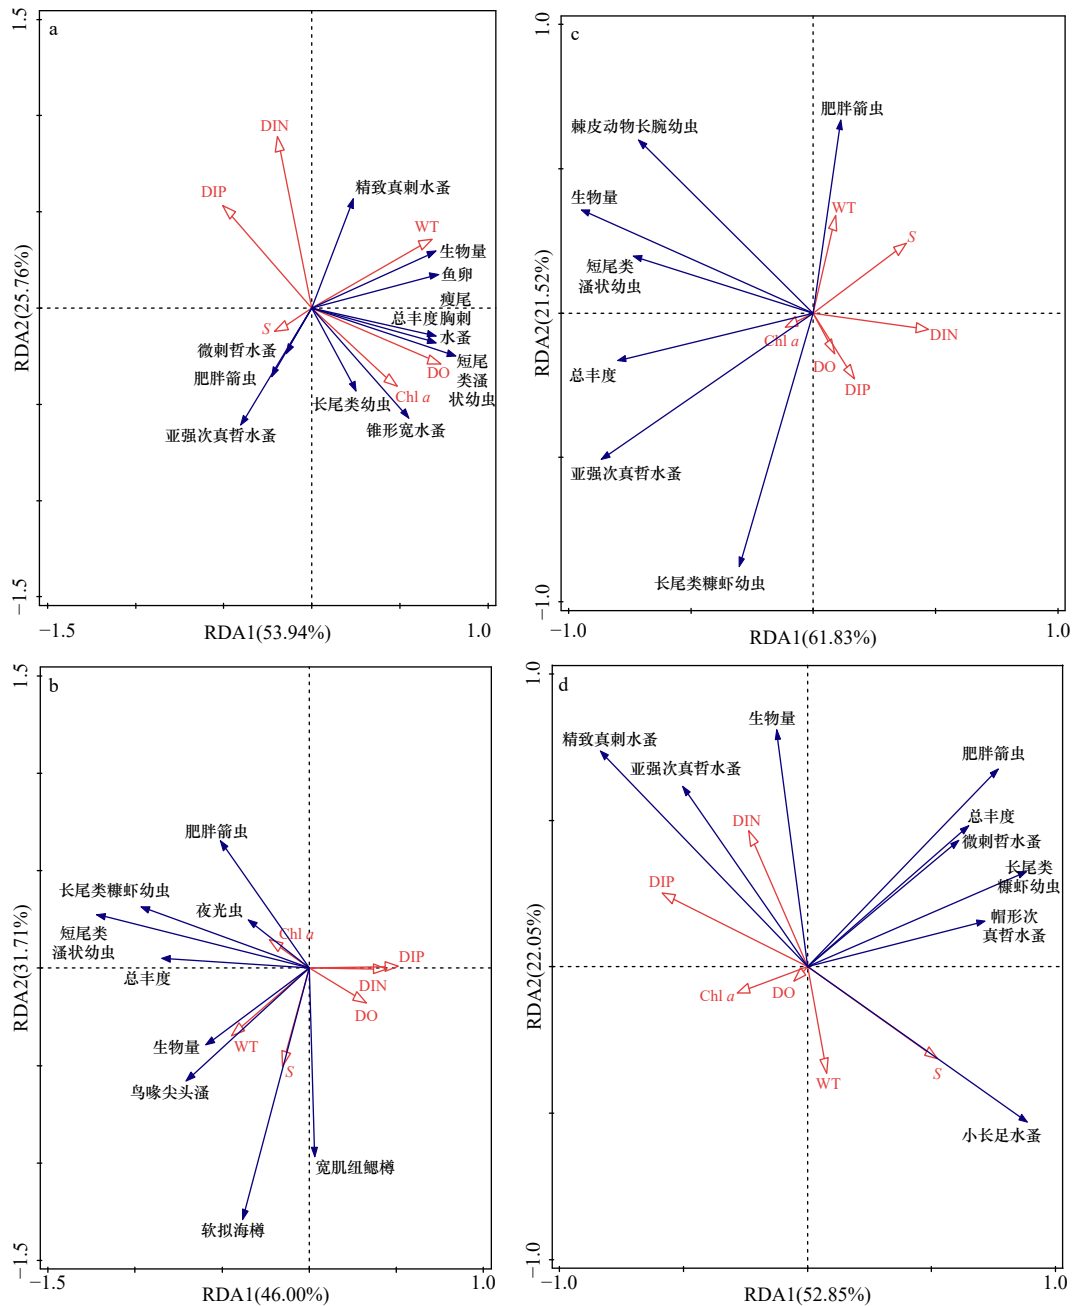 a
1.5
DIN
DIP
精致真刺水蚤
WT
生物量
鱼卵
瘦尾
总丰度胸刺
水蚤
S
微刺哲水蚤
肥胖箭虫
短尾
类溞
状幼虫
DO
Chl a
长尾类幼虫
锥形宽水蚤
亚强次真哲水蚤
RDA2(25.76%)
−1.5
−1.5
RDA1(53.94%)
1.0
c
1.0
肥胖箭虫
棘皮动物长腕幼虫
生物量
WT
S
短尾类
溞状幼虫
Chl a
DIN
DO
DIP
总丰度
亚强次真哲水蚤
长尾类糠虾幼虫
RDA2(21.52%)
−1.0
−1.0
RDA1(61.83%)
1.0
b
1.5
肥胖箭虫
长尾类糠虾幼虫
夜光虫
短尾类
溞状幼虫
Chl a
总丰度
DIP
DIN
DO
生物量
WT
鸟喙尖头溞
S
宽肌纽鳃樽
软拟海樽
RDA2(31.71%)
−1.5
−1.5
RDA1(46.00%)
1.0
d
1.0
生物量
精致真刺水蚤
亚强次真哲水蚤
肥胖箭虫
DIN
总丰度
微刺哲水蚤
长尾类
糠虾幼虫
DIP
帽形次
真哲水蚤
Chl a
DO
WT
S
小长足水蚤
RDA2(22.05%)
−1.0
−1.0
RDA1(52.85%)
1.0